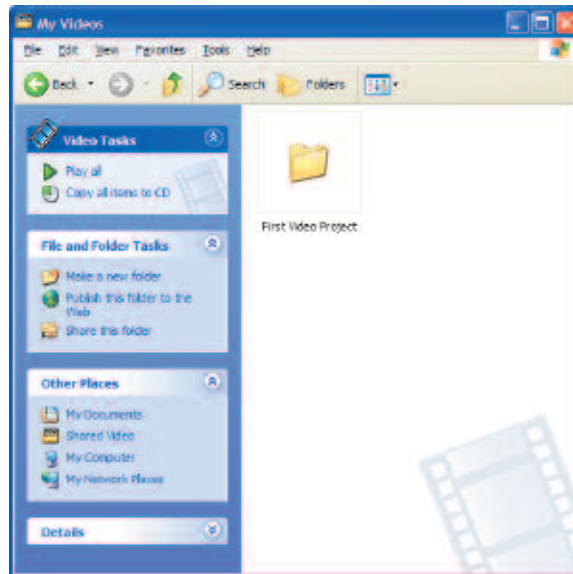 My Videos
File Edit View Favorites Tools Help
Back Search Folders
Video Tasks
Play all
Copy all items to CD
First Video Project
File and Folder Tasks
Make a new folder
Publish this folder to the
Web
Share this folder
Other Places
My Documents
Shared Video
My Computer
My Network Places
Details